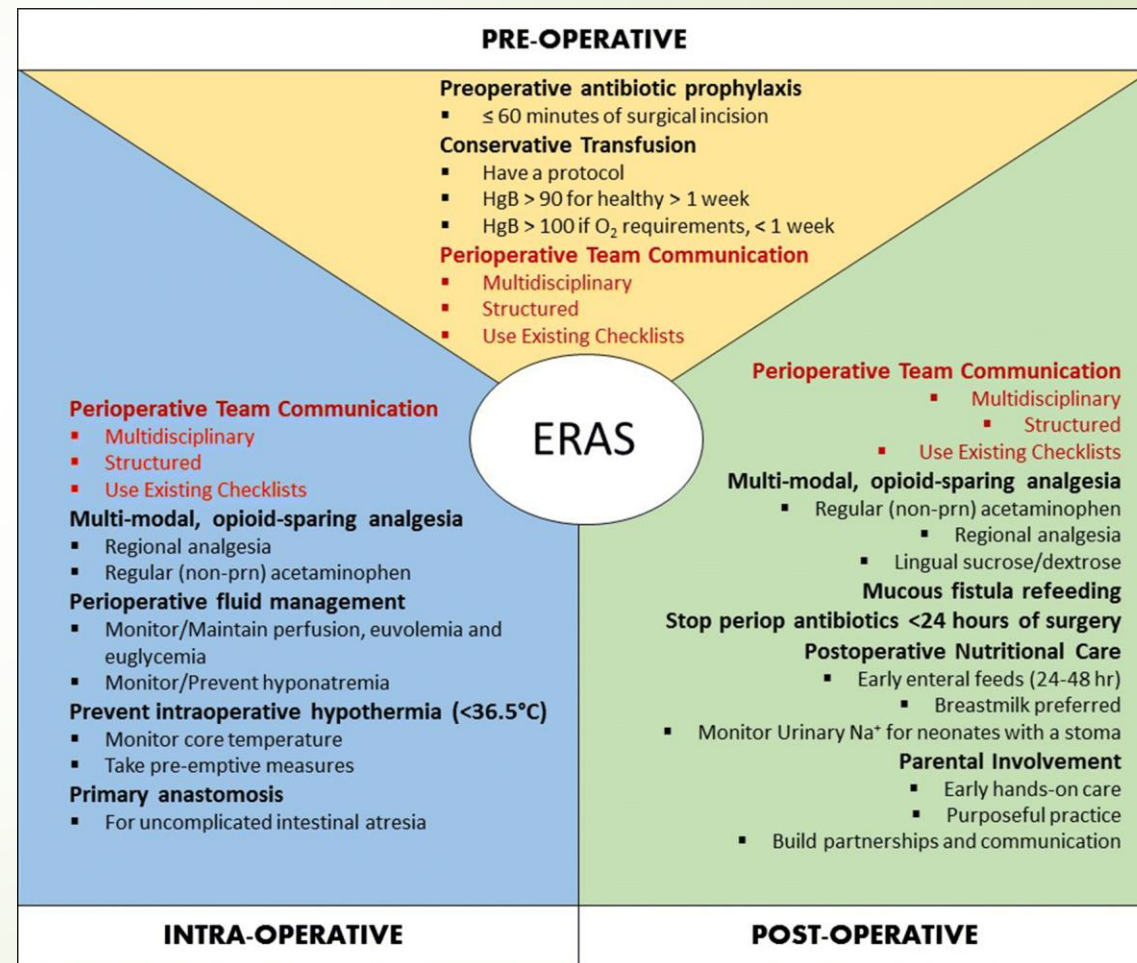 PRE-OPERATIVE
Preoperative antibiotic prophylaxis
▪ ≤ 60 minutes of surgical incision
Conservative Transfusion
▪ Have a protocol
▪ HgB > 90 for healthy > 1 week
▪ HgB > 100 if O₂ requirements, < 1 week
Perioperative Team Communication
▪ Multidisciplinary
▪ Structured
▪ Use Existing Checklists
ERAS
Perioperative Team Communication
▪ Multidisciplinary
▪ Structured
▪ Use Existing Checklists
Multi-modal, opioid-sparing analgesia
▪ Regional analgesia
▪ Regular (non-prn) acetaminophen
Perioperative fluid management
▪ Monitor/Maintain perfusion, euvolemia and
euglycemia
▪ Monitor/Prevent hyponatremia
Prevent intraoperative hypothermia (<36.5°C)
▪ Monitor core temperature
▪ Take pre-emptive measures
Primary anastomosis
▪ For uncomplicated intestinal atresia
INTRA-OPERATIVE
Perioperative Team Communication
▪ Multidisciplinary
▪ Structured
▪ Use Existing Checklists
Multi-modal, opioid-sparing analgesia
▪ Regular (non-prn) acetaminophen
▪ Regional analgesia
▪ Lingual sucrose/dextrose
Mucous fistula refeeding
Stop periop antibiotics <24 hours of surgery
Postoperative Nutritional Care
▪ Early enteral feeds (24-48 hr)
▪ Breastmilk preferred
▪ Monitor Urinary Na⁺ for neonates with a stoma
Parental Involvement
▪ Early hands-on care
▪ Purposeful practice
▪ Build partnerships and communication
POST-OPERATIVE